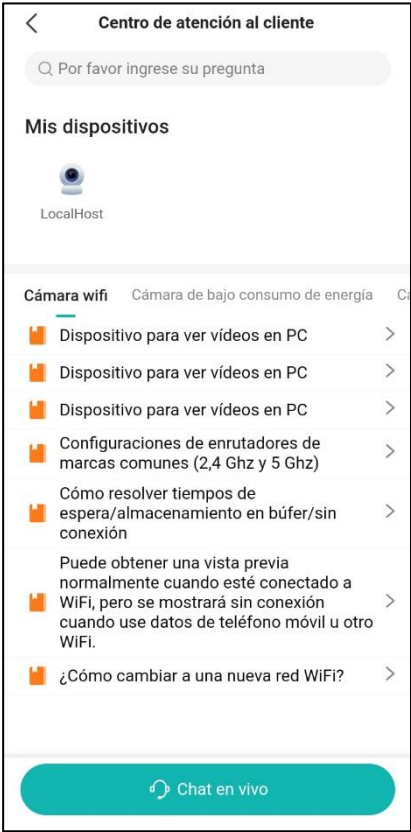 Centro de atención al cliente
Por favor ingrese su pregunta
Mis dispositivos
LocalHost
Cámara wifi Cámara de bajo consumo de energía Ca
Dispositivo para ver vídeos en PC
Dispositivo para ver vídeos en PC
Dispositivo para ver vídeos en PC
Configuraciones de enrutadores de
marcas comunes (2,4 Ghz y 5 Ghz)
Cómo resolver tiempos de
espera/almacenamiento en búfer/sin
conexión
Puede obtener una vista previa
normalmente cuando esté conectado a
WiFi, pero se mostrará sin conexión
cuando use datos de teléfono móvil u otro
WiFi.
¿Cómo cambiar a una nueva red WiFi?
Chat en vivo